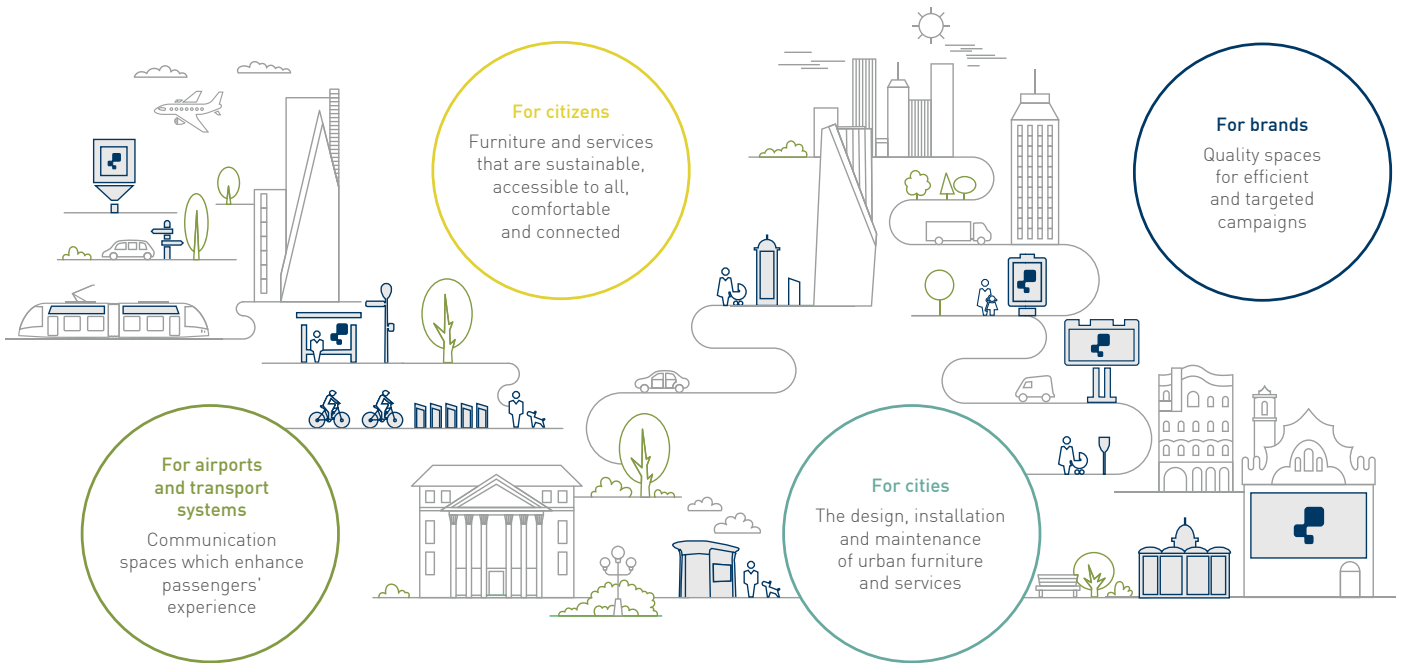 For citizens
Furniture and services
that are sustainable,
accessible to all,
comfortable
and connected
For brands
Quality spaces
for efficient
and targeted
campaigns
For airports
and transport
systems
Communication
spaces which enhance
passengers'
experience
For cities
The design, installation
and maintenance
of urban furniture
and services